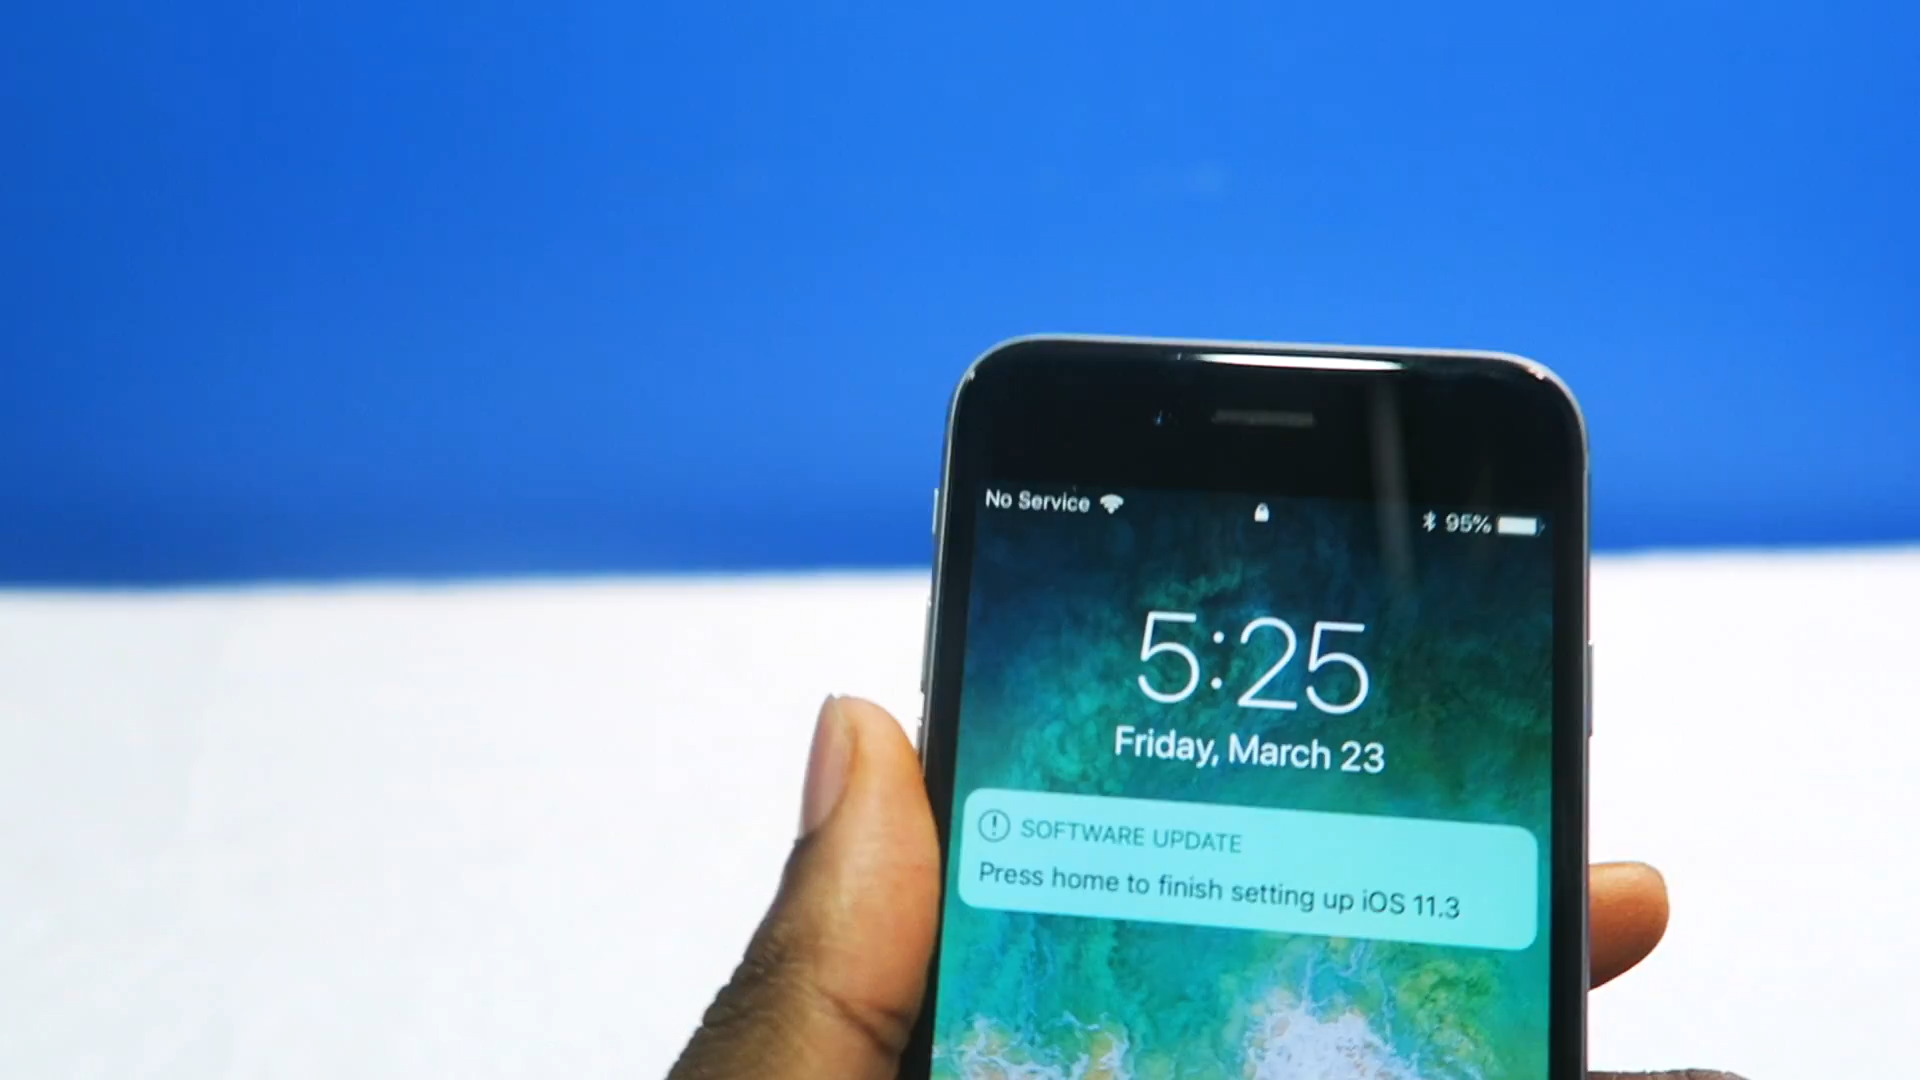 No Service
95%
5:25
Friday, March 23
SOFTWARE UPDATE
Press home to finish setting up iOS 11.3